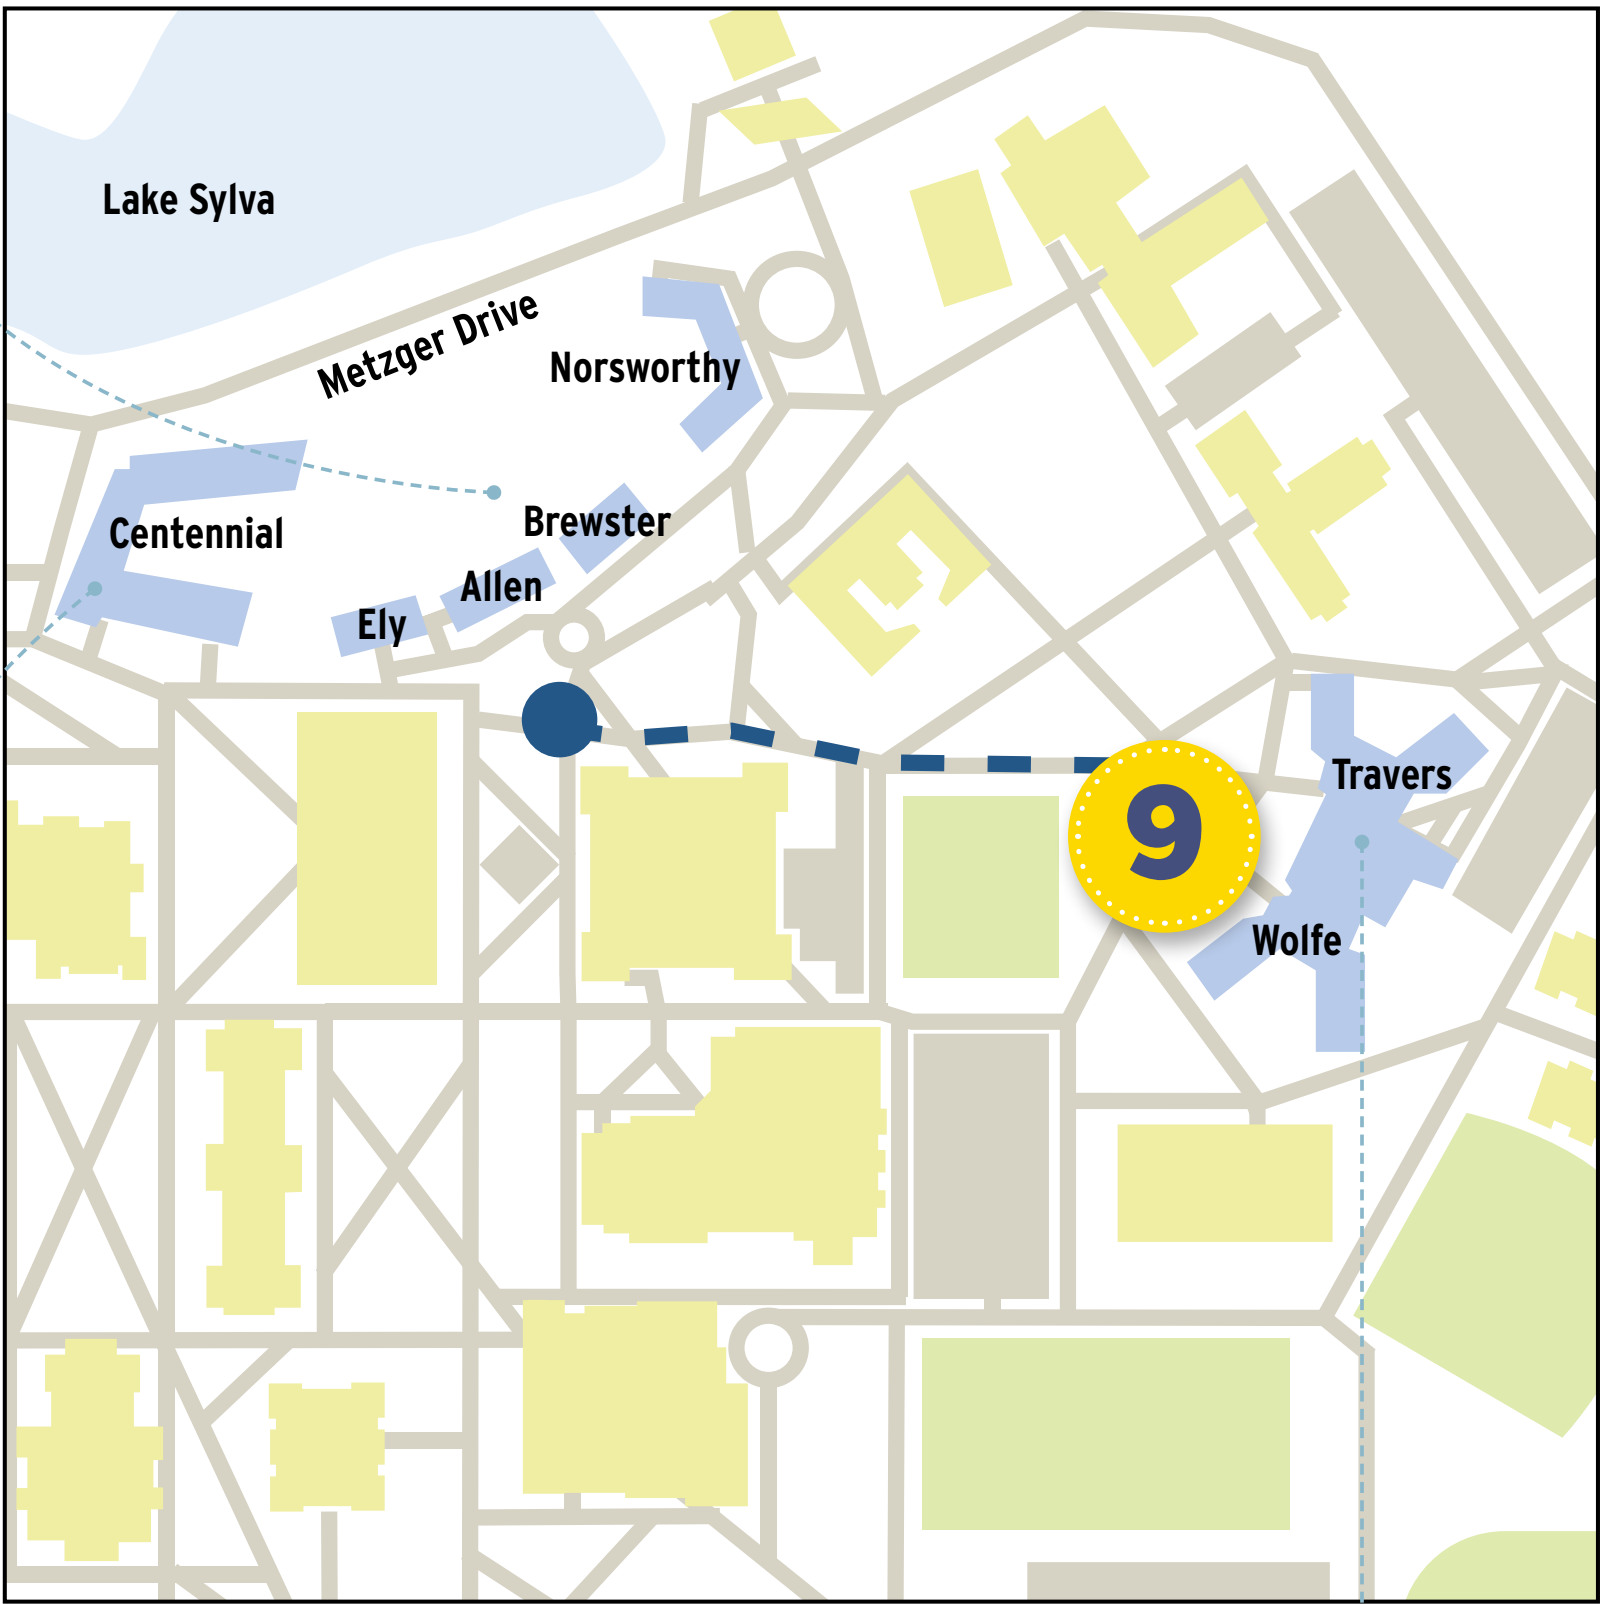 Lake Sylva
Metzger Drive
Norsworthy
Centennial
Brewster
Allen
Ely
Travers
9
Wolfe